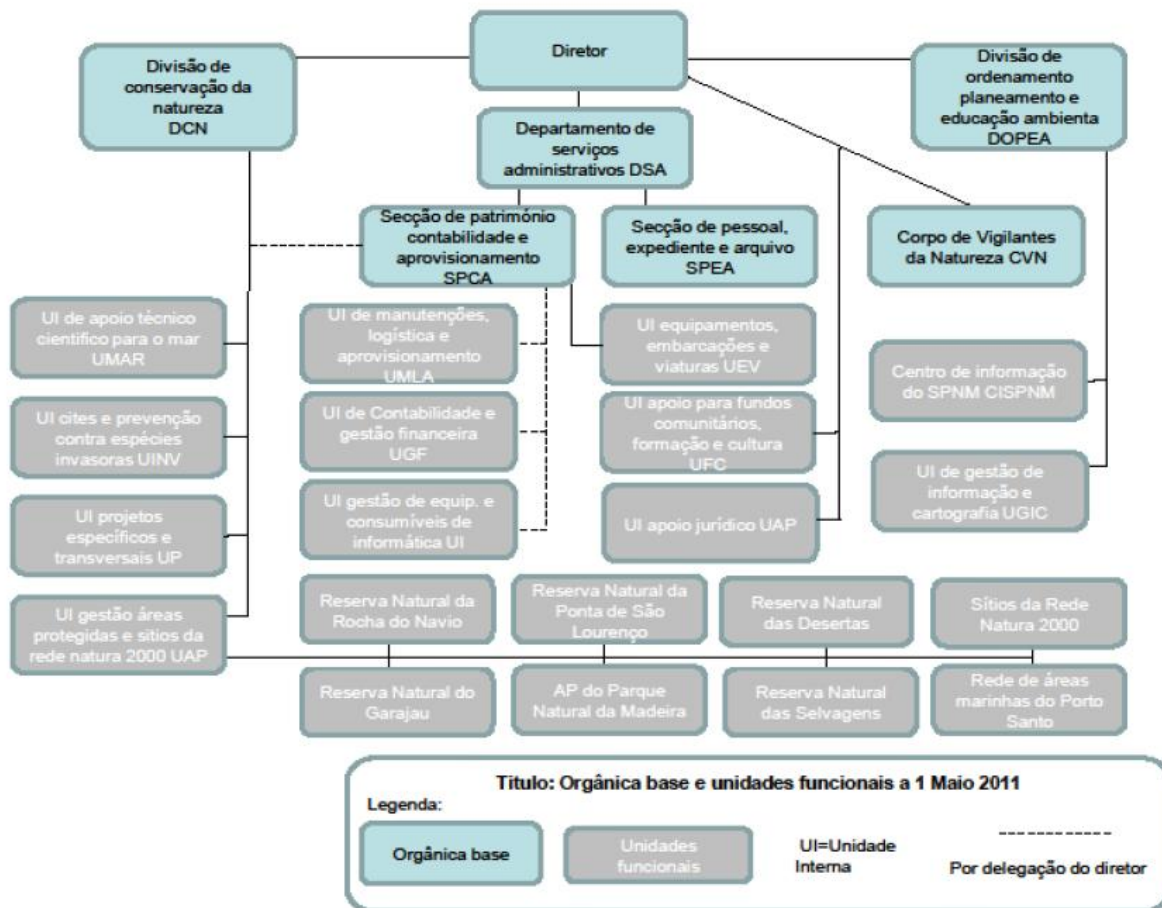 Diretor
Divisão de
conservação da
natureza
DCN
Divisão de
ordenamento
planeamento e
educação ambienta
DOPEA
Departamento de
serviços
administrativos DSA
Secção de património
contabilidade e
aprovisionamento
SPCA
Secção de pessoal,
expediente e arquivo
SPEA
Corpo de Vigilantes
da Natureza CVN
UI de apoio técnico
cientifico para o mar
UMAR
UI de manutenções,
logística e
aprovisionamento
UMLA
UI equipamentos,
embarcações e
viaturas UEV
Centro de informação
do SPNM CISPNM
UI cites e prevenção
contra espécies
invasoras UINV
UI de Contabilidade e
gestão financeira
UGF
UI apoio para fundos
comunitários,
formação e cultura
UFC
UI de gestão de
informação e
cartografia UGIC
UI projetos
específicos e
transversais UP
UI gestão de equip. e
consumíveis de
informática UI
UI apoio jurídico UAP
UI gestão áreas
protegidas e sitios da
rede natura 2000 UAP
Reserva Natural da
Rocha do Navio
Reserva Natural da
Ponta de São
Lourenço
Reserva Natural
das Desertas
Sítios da Rede
Natura 2000
Reserva Natural do
Garajau
AP do Parque
Natural da Madeira
Reserva Natural
das Selvagens
Rede de áreas
marinhas do Porto
Santo
Titulo: Orgânica base e unidades funcionais a 1 Maio 2011
Legenda:
Orgânica base
Unidades
funcionais
UI=Unidade
Interna
Por delegação do diretor